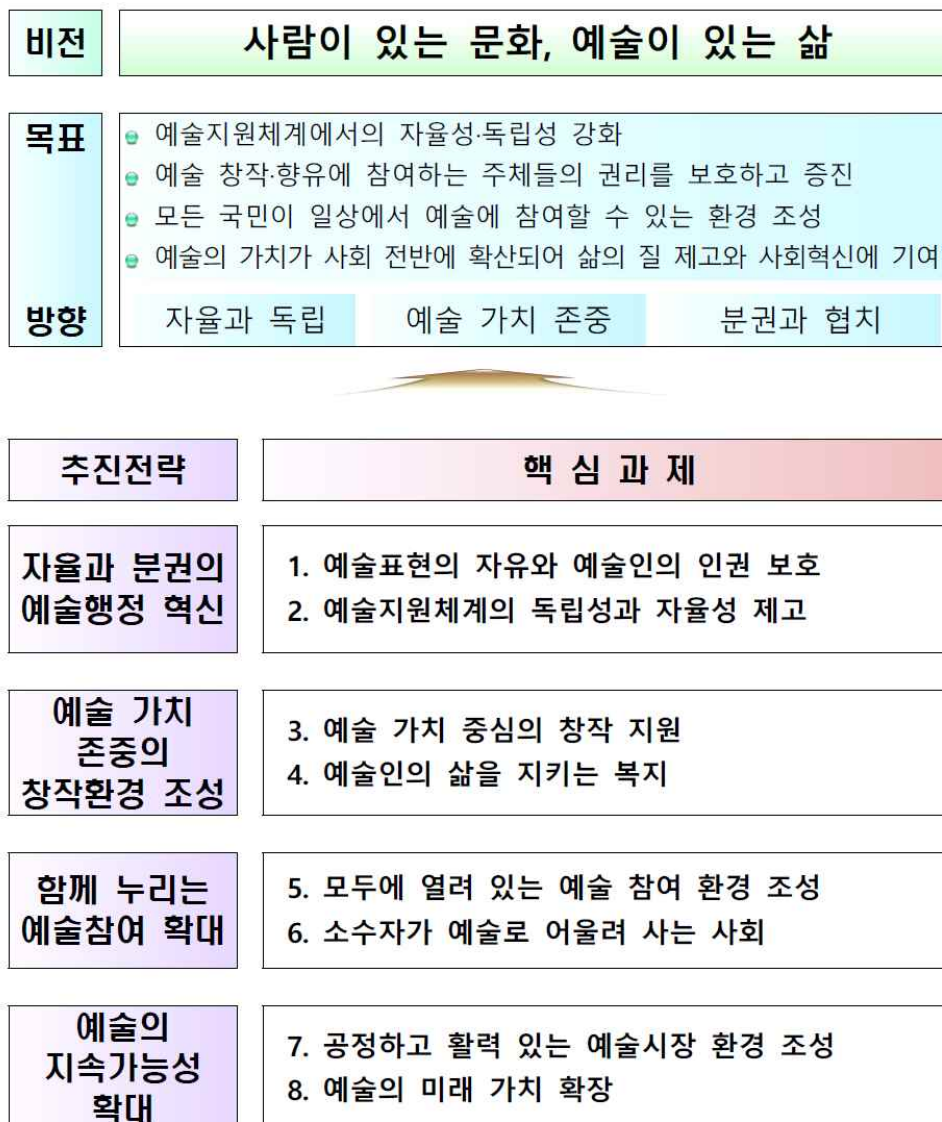 비전
사람이 있는 문화, 예술이 있는 삶
목표
예술지원체계에서의 자율성·독립성 강화
예술 창작·향유에 참여하는 주체들의 권리를 보호하고 증진
모든 국민이 일상에서 예술에 참여할 수 있는 환경 조성
예술의 가치가 사회 전반에 확산되어 삶의 질 제고와 사회혁신에 기여
방향
자율과 독립
예술 가치 존중
분권과 협치
추진전략
핵 심 과 제
자율과 분권의
예술행정 혁신
1. 예술표현의 자유와 예술인의 인권 보호
2. 예술지원체계의 독립성과 자율성 제고
예술 가치
존중의
창작환경 조성
3. 예술 가치 중심의 창작 지원
4. 예술인의 삶을 지키는 복지
함께 누리는
예술참여 확대
5. 모두에 열려 있는 예술 참여 환경 조성
6. 소수자가 예술로 어울려 사는 사회
예술의
지속가능성
확대
7. 공정하고 활력 있는 예술시장 환경 조성
8. 예술의 미래 가치 확장